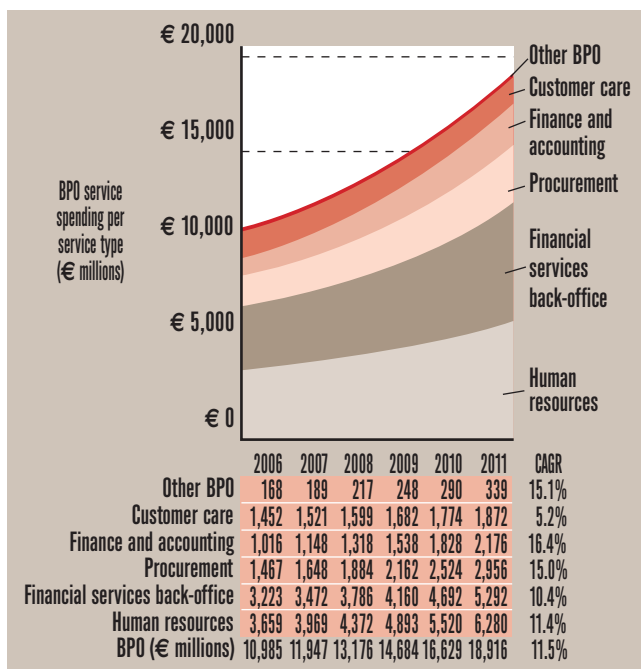 € 20,000
€ 15,000
€ 10,000
€ 5,000
€ 0
BPO service
spending per
service type
(€ millions)
Other BPO
Customer care
Finance and
accounting
Procurement
Financial
services
back-office
Human
resources
2006 2007 2008 2009 2010 2011 CAGR
Other BPO 168 189 217 248 290 339 15.1%
Customer care 1,452 1,521 1,599 1,682 1,774 1,872 5.2%
Finance and accounting 1,016 1,148 1,318 1,538 1,828 2,176 16.4%
Procurement 1,467 1,648 1,884 2,162 2,524 2,956 15.0%
Financial services back-office 3,223 3,472 3,786 4,160 4,692 5,292 10.4%
Human resources 3,659 3,969 4,372 4,893 5,520 6,280 11.4%
BPO (€ millions) 10,985 11,947 13,176 14,684 16,629 18,916 11.5%